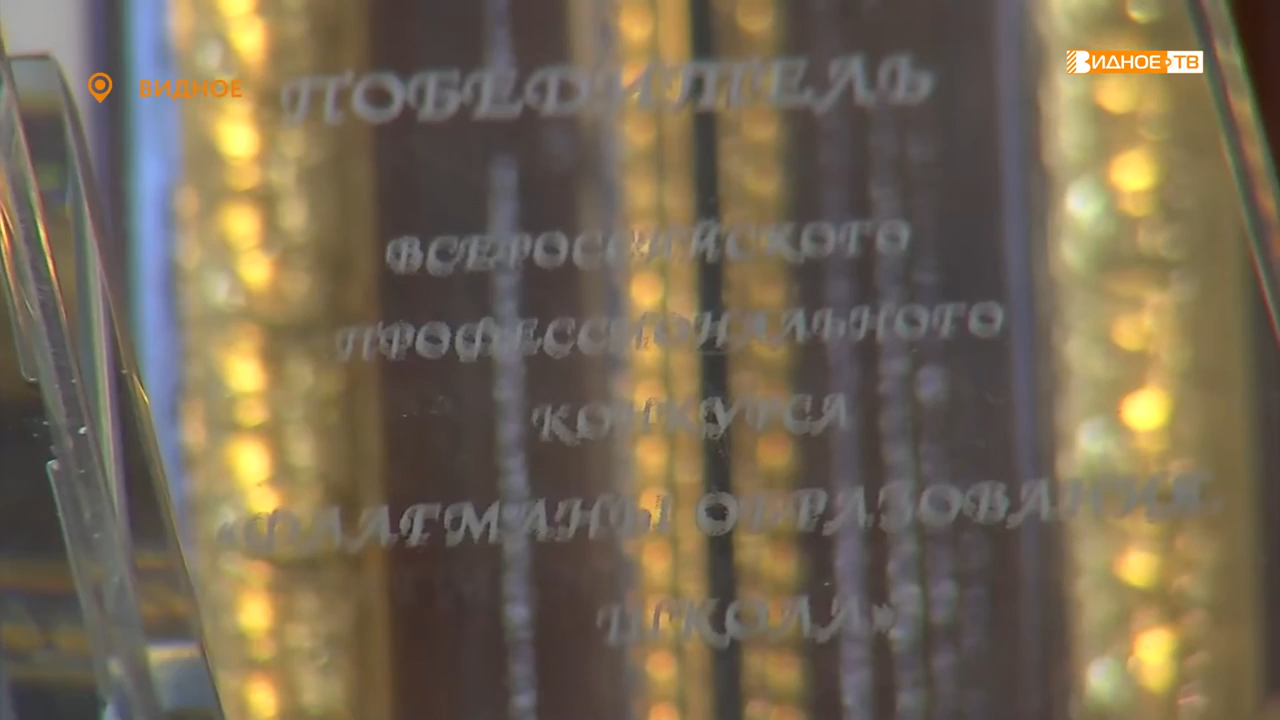 ВИДНОЕ
ВИДНОЕ ТВ
ПОБЕДИТЕЛЬ
ВСЕРОССИЙСКОГО
ПРОФЕССИОНАЛЬНОГО
КОНКУРСА
«ФЛАГМАНЫ ОБРАЗОВАНИЯ.
ШКОЛА»